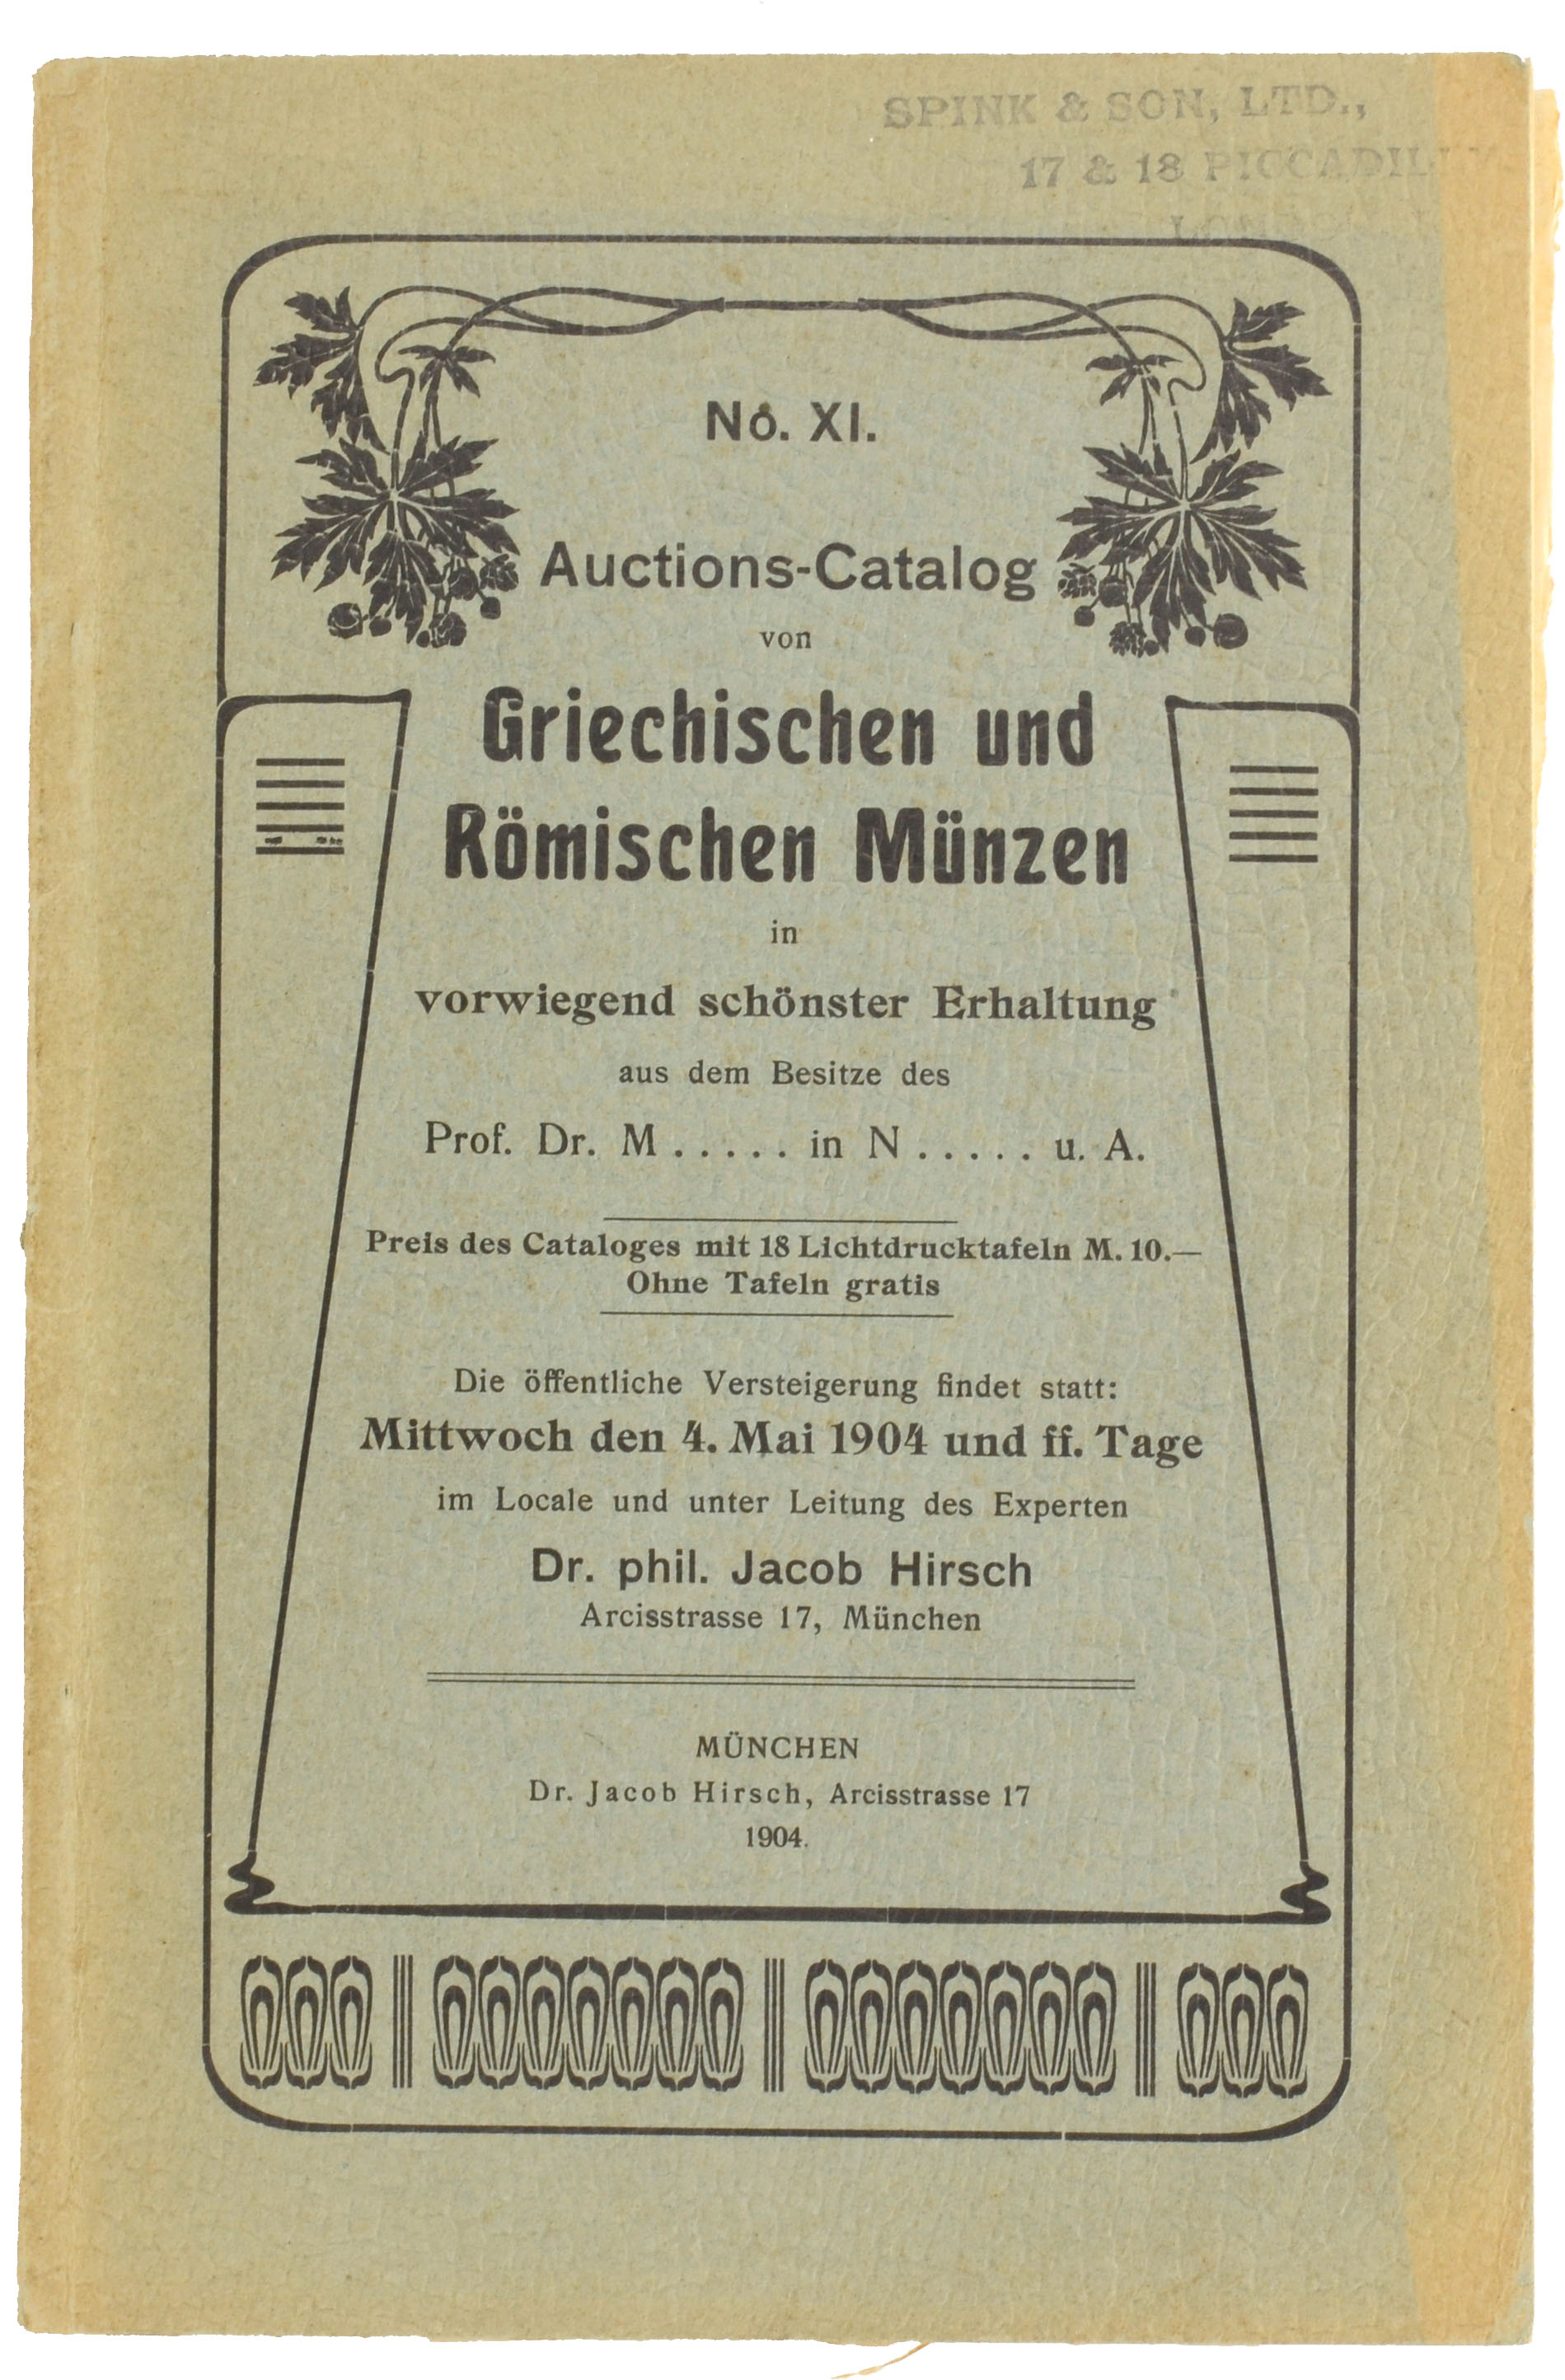 SPINK & SON, LTD.,
17 & 18 PICCADILLY
No. XI.
Auctions-Catalog
von
Griechischen und
Römischen Münzen
in
vorwiegend schönster Erhaltung
aus dem Besitze des
Prof. Dr. M ..... in N ..... u. A.
Preis des Cataloges mit 18 Lichtdrucktafeln M. 10.—
Ohne Tafeln gratis
Die öffentliche Versteigerung findet statt:
Mittwoch den 4. Mai 1904 und ff. Tage
im Locale und unter Leitung des Experten
Dr. phil. Jacob Hirsch
Arcisstrasse 17, München
MÜNCHEN
Dr. Jacob Hirsch, Arcisstrasse 17
1904.